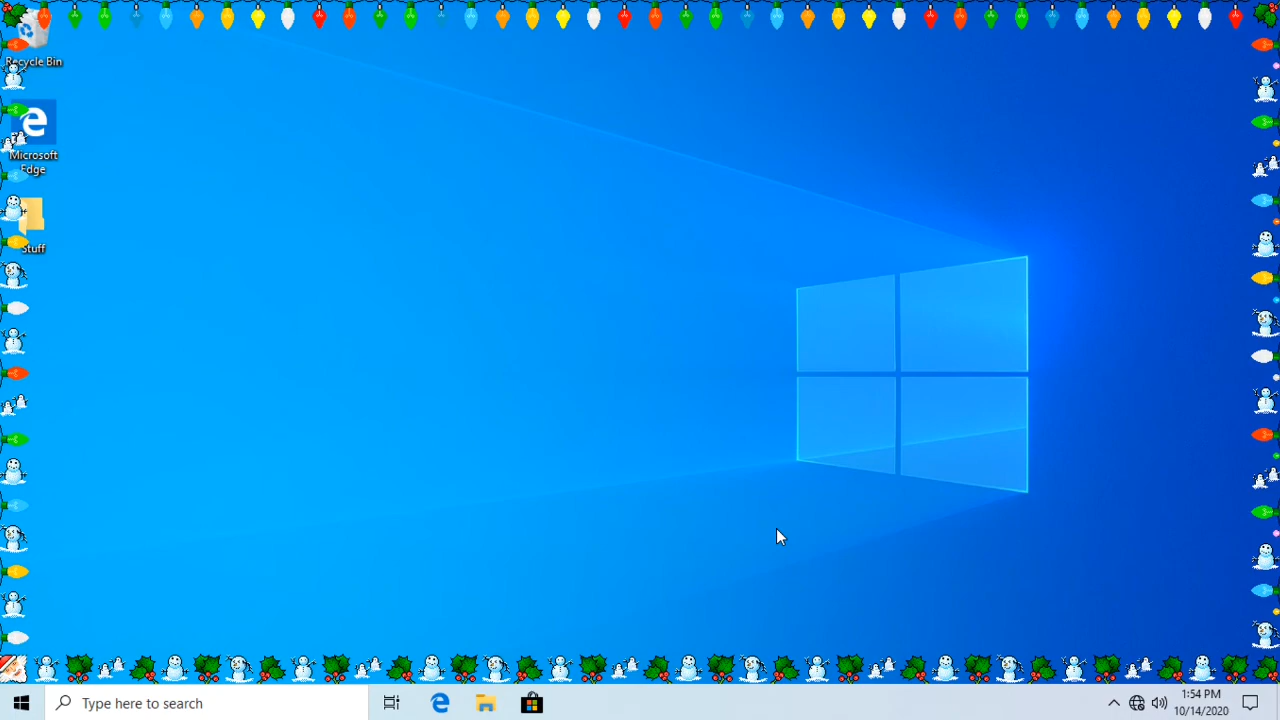 Recycle Bin
Microsoft
Edge
Stuff
Type here to search
1:54 PM
10/14/2020